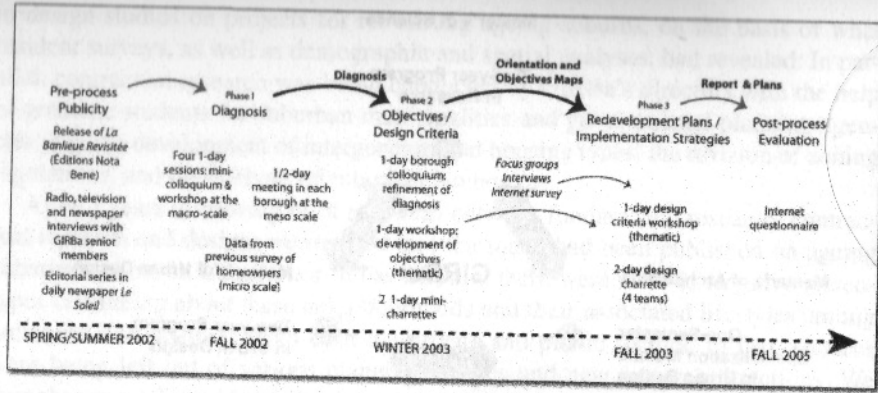 Diagnosis
Orientation and
Objectives Maps
Report & Plans
Pre-process
Publicity
Release of La
Banlieue Revisitée
(Éditions Nota
Bene)
Radio, television
and newspaper
interviews with
GIRBa senior
members
Editorial series in
daily newspaper Le
Soleil
SPRING/SUMMER 2002
Phase 1
Diagnosis
Four 1-day
sessions: mini-
colloquium &
workshop at the
macro-scale
1/2-day
meeting in each
borough at the
meso scale
Data from
previous survey of
homeowners
(micro scale)
FALL 2002
Phase 2
Objectives /
Design Criteria
1-day borough
colloquium:
refinement of
diagnosis
1-day workshop:
development of
objectives
(thematic)
2 1-day mini-
charrettes
WINTER 2003
Focus groups
Interviews
Internet survey
Phase 3
Redevelopment Plans /
Implementation Strategies
1-day design
criteria workshop
(thematic)
2-day design
charrette
(4 teams)
FALL 2003
Post-process
Evaluation
Internet
questionnaire
FALL 2005